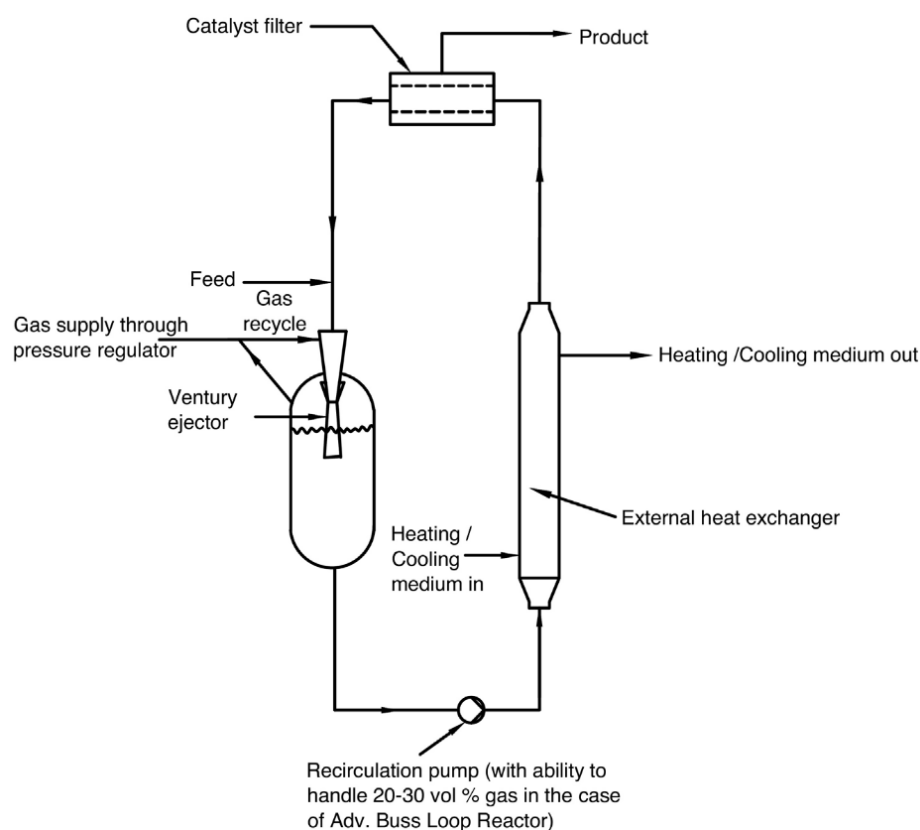 Catalyst filter
Product
Feed
Gas
recycle
Gas supply through
pressure regulator
Heating /Cooling medium out
Ventury
ejector
External heat exchanger
Heating /
Cooling
medium in
Recirculation pump (with ability to
handle 20-30 vol % gas in the case
of Adv. Buss Loop Reactor)